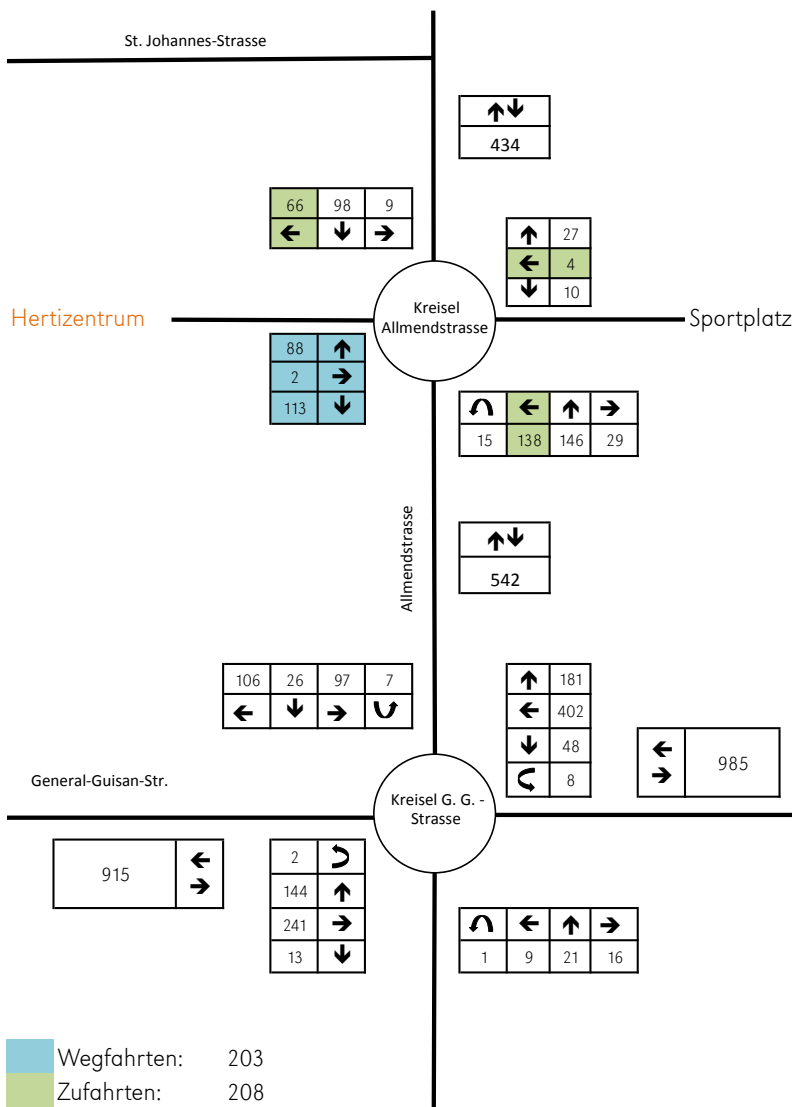 St. Johannes-Strasse
434
66 98 9
27
4
10
Hertizentrum
Kreisel
Allmendstrasse
Sportplatz
88
2
113
15 138 146 29
Allmendstrasse
542
106 26 97 7
181
402
48
8
985
General-Guisan-Str.
Kreisel G. G. -
Strasse
915
2
144
241
13
1 9 21 16
Wegfahrten: 203
Zufahrten: 208